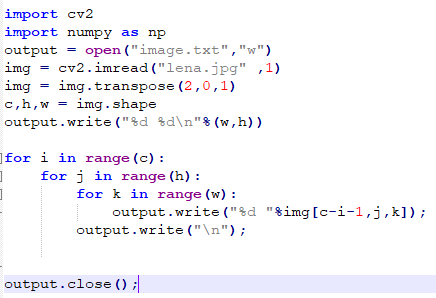 import cv2
import numpy as np
output = open("image.txt","w")
img = cv2.imread("lena.jpg" ,1)
img = img.transpose(2,0,1)
c,h,w = img.shape
output.write("%d %d\n"%(w,h))
for i in range(c):
    for j in range(h):
        for k in range(w):
            output.write("%d "%img[c-i-1,j,k]);
        output.write("\n");
output.close();